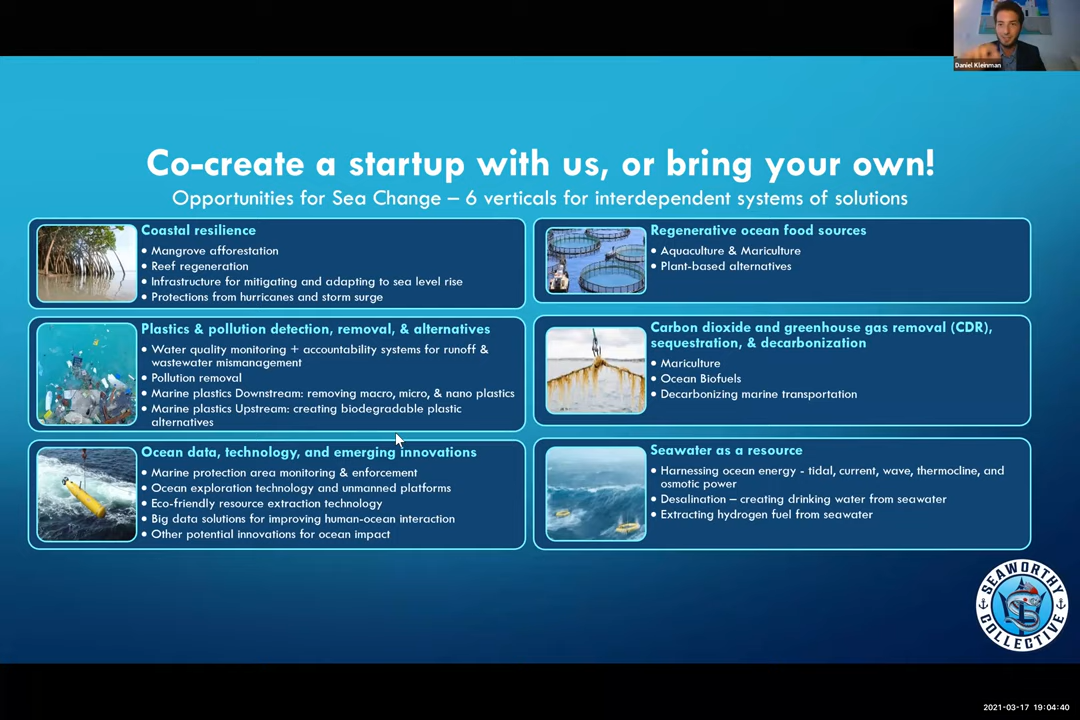 Daniel Kleinman
Co-create a startup with us, or bring your own!
Opportunities for Sea Change – 6 verticals for interdependent systems of solutions
Coastal resilience
• Mangrove afforestation
• Reef regeneration
• Infrastructure for mitigating and adapting to sea level rise
• Protections from hurricanes and storm surge
Plastics & pollution detection, removal, & alternatives
• Water quality monitoring + accountability systems for runoff &
wastewater mismanagement
• Pollution removal
• Marine plastics Downstream: removing macro, micro, & nano plastics
• Marine plastics Upstream: creating biodegradable plastic
alternatives
Ocean data, technology, and emerging innovations
• Marine protection area monitoring & enforcement
• Ocean exploration technology and unmanned platforms
• Eco-friendly resource extraction technology
• Big data solutions for improving human-ocean interaction
• Other potential innovations for ocean impact
Regenerative ocean food sources
• Aquaculture & Mariculture
• Plant-based alternatives
Carbon dioxide and greenhouse gas removal (CDR),
sequestration, & decarbonization
• Mariculture
• Ocean Biofuels
• Decarbonizing marine transportation
Seawater as a resource
• Harnessing ocean energy - tidal, current, wave, thermocline, and
osmotic power
• Desalination – creating drinking water from seawater
• Extracting hydrogen fuel from seawater
SEAWORTHY
COLLECTIVE
2021-03-17 19:04:40